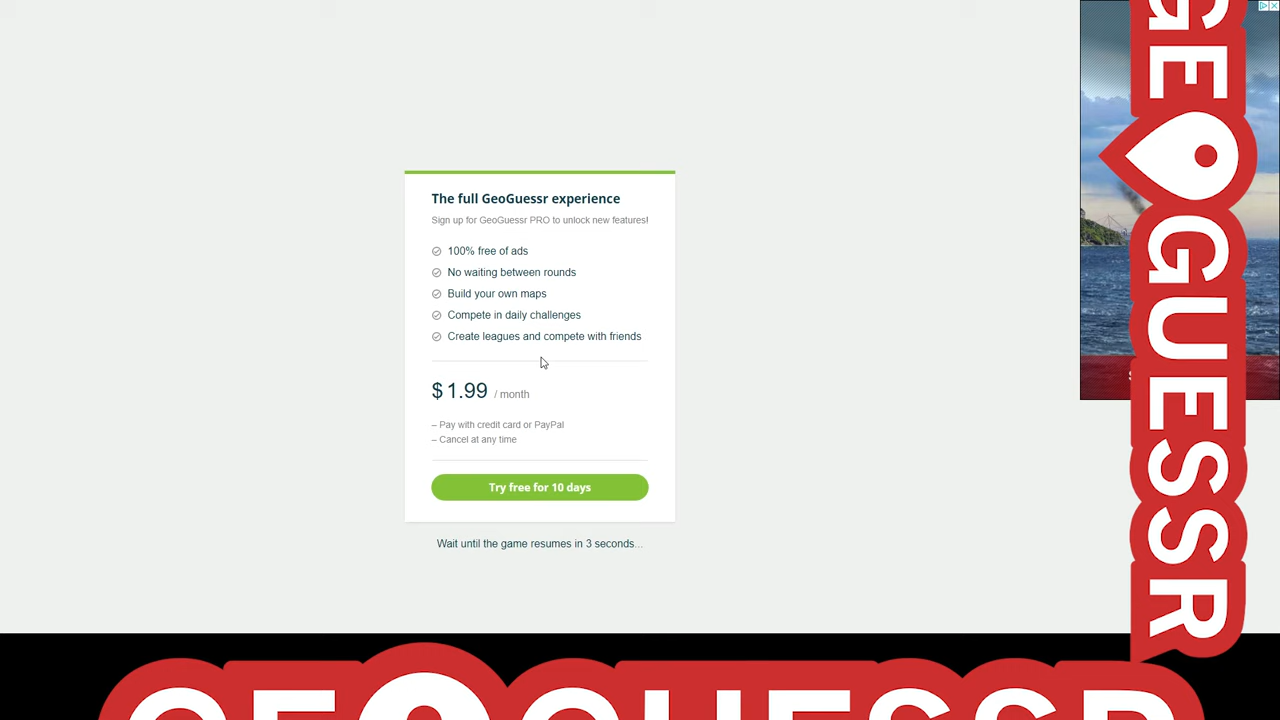 The full GeoGuessr experience
Sign up for GeoGuessr PRO to unlock new features!
100% free of ads
No waiting between rounds
Build your own maps
Compete in daily challenges
Create leagues and compete with friends
$ 1.99 / month
– Pay with credit card or PayPal
– Cancel at any time
Try free for 10 days
Wait until the game resumes in 3 seconds...
GEOGUESSR
GEOGUESSR